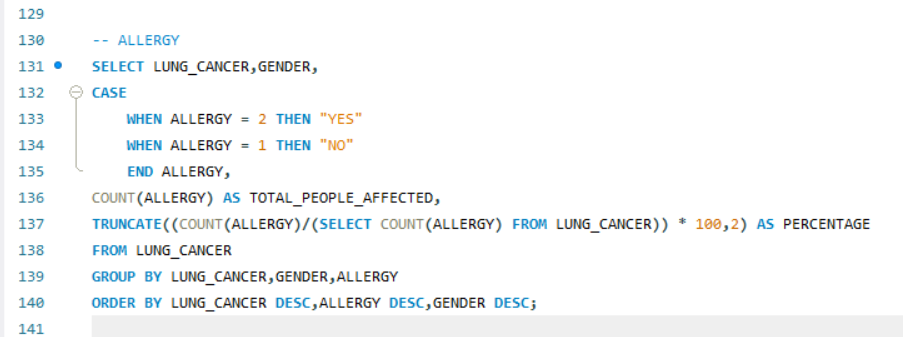 129
130 -- ALLERGY
131 SELECT LUNG_CANCER,GENDER,
132 CASE
133 WHEN ALLERGY = 2 THEN "YES"
134 WHEN ALLERGY = 1 THEN "NO"
135 END ALLERGY,
136 COUNT(ALLERGY) AS TOTAL_PEOPLE_AFFECTED,
137 TRUNCATE((COUNT(ALLERGY)/(SELECT COUNT(ALLERGY) FROM LUNG_CANCER)) * 100,2) AS PERCENTAGE
138 FROM LUNG_CANCER
139 GROUP BY LUNG_CANCER,GENDER,ALLERGY
140 ORDER BY LUNG_CANCER DESC,ALLERGY DESC,GENDER DESC;
141